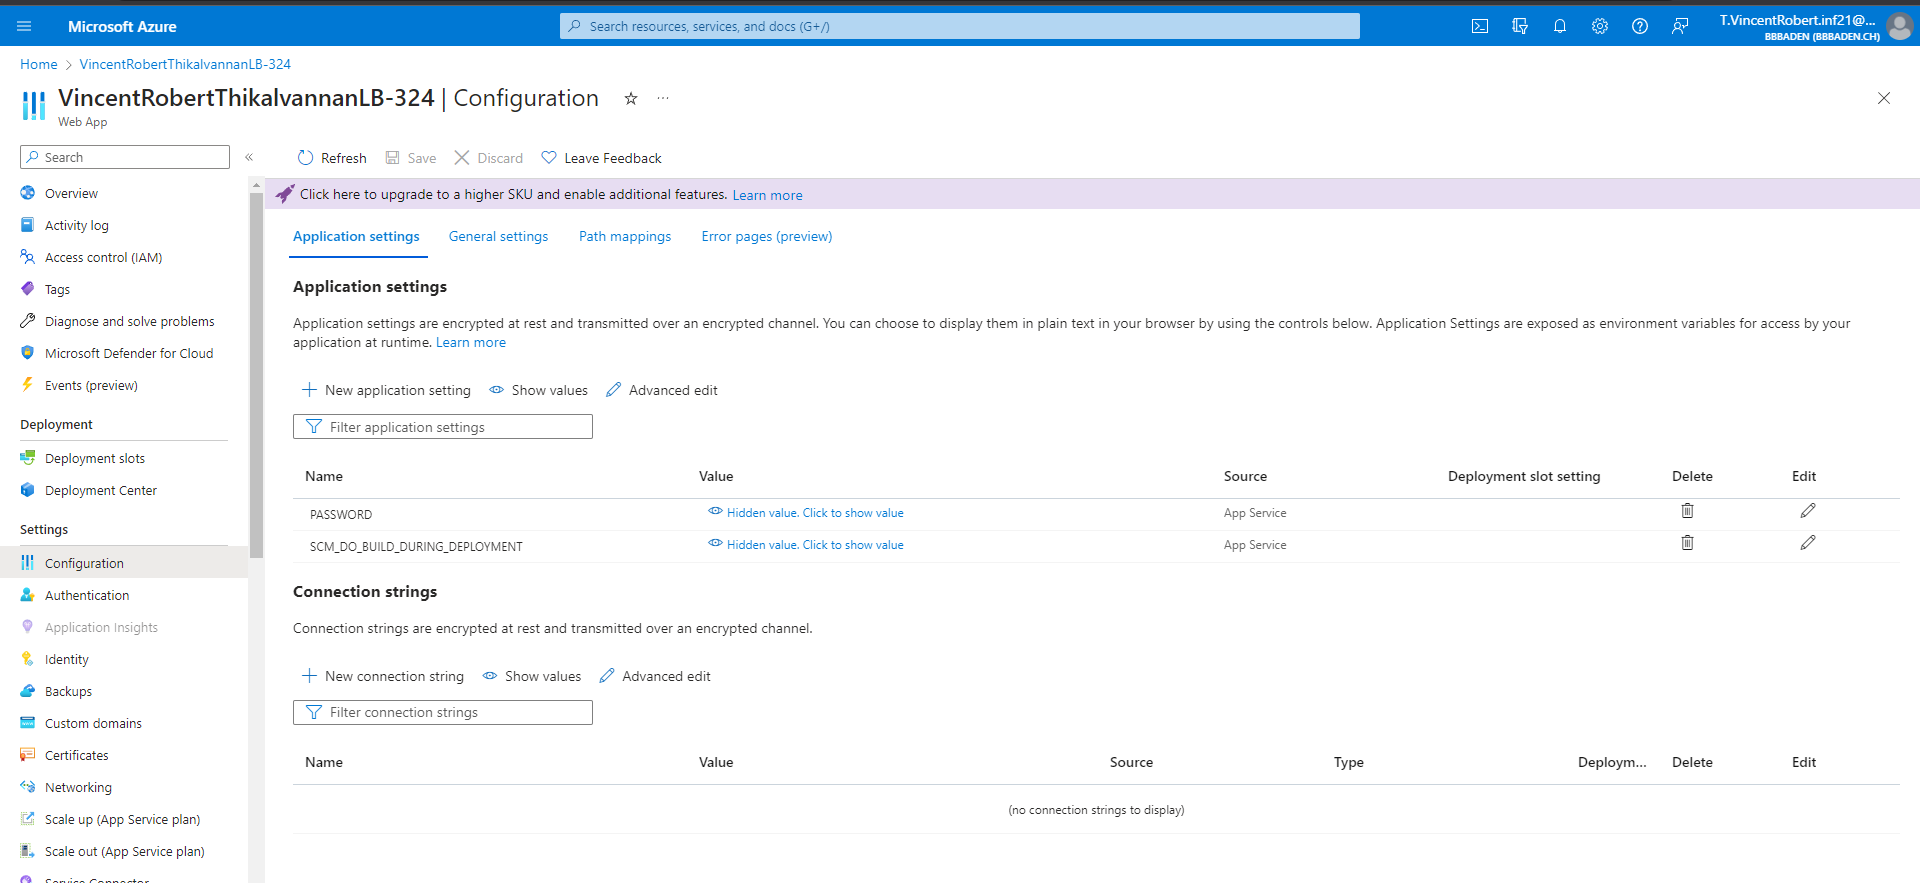 Microsoft Azure
Search resources, services, and docs (G+/)
T.VincentRobert.inf21@...
BBBADEN (BBBADEN.CH)
Home > VincentRobertThikalvannanLB-324
VincentRobertThikalvannanLB-324 | Configuration
Web App
Search
Refresh Save Discard Leave Feedback
Click here to upgrade to a higher SKU and enable additional features. Learn more
Overview
Activity log
Access control (IAM)
Tags
Diagnose and solve problems
Microsoft Defender for Cloud
Events (preview)
Deployment
Deployment slots
Deployment Center
Settings
Configuration
Authentication
Application Insights
Identity
Backups
Custom domains
Certificates
Networking
Scale up (App Service plan)
Scale out (App Service plan)
Service Connector
Application settings General settings Path mappings Error pages (preview)
Application settings
Application settings are encrypted at rest and transmitted over an encrypted channel. You can choose to display them in plain text in your browser by using the controls below. Application Settings are exposed as environment variables for access by your
application at runtime. Learn more
New application setting Show values Advanced edit
Filter application settings
Name Value Source Deployment slot setting Delete Edit
PASSWORD Hidden value. Click to show value App Service
SCM_DO_BUILD_DURING_DEPLOYMENT Hidden value. Click to show value App Service
Connection strings
Connection strings are encrypted at rest and transmitted over an encrypted channel.
New connection string Show values Advanced edit
Filter connection strings
Name Value Source Type Deploym... Delete Edit
(no connection strings to display)